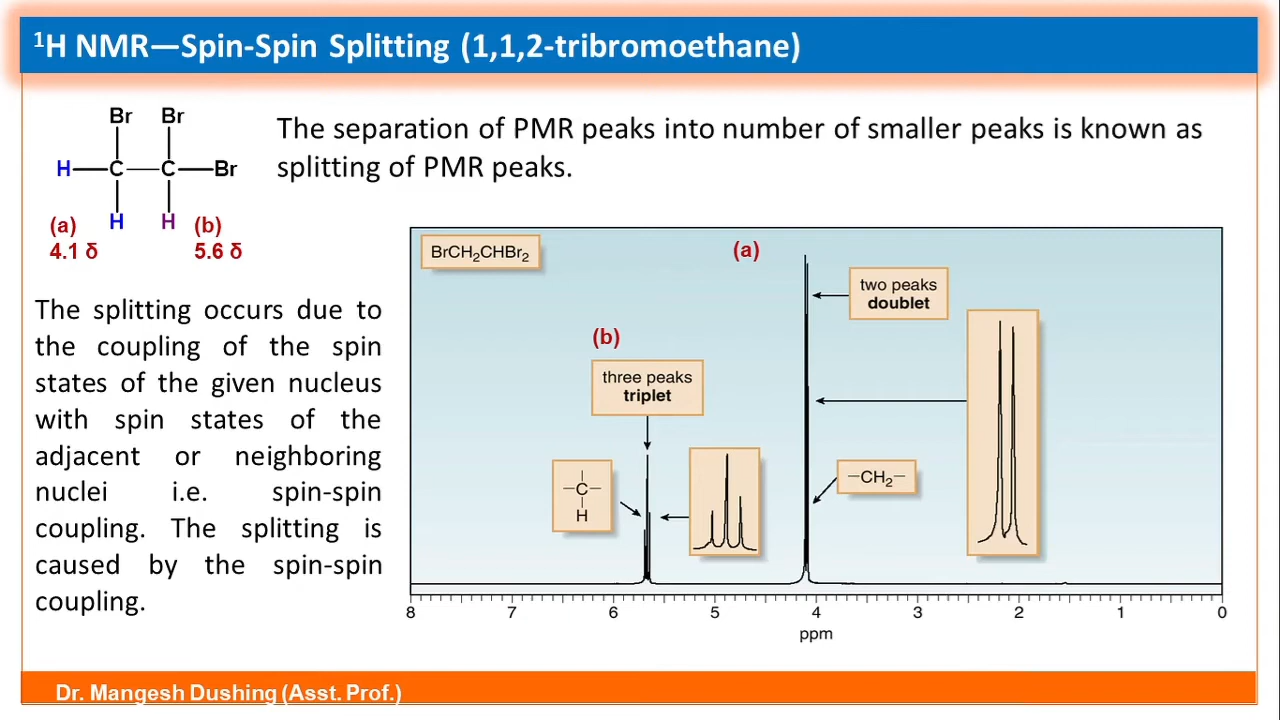 ¹H NMR—Spin-Spin Splitting (1,1,2-tribromoethane)
Br Br
H C C Br
H H
(a) (b)
4.1 δ 5.6 δ
The separation of PMR peaks into number of smaller peaks is known as
splitting of PMR peaks.
The splitting occurs due to
the coupling of the spin
states of the given nucleus
with spin states of the
adjacent or neighboring
nuclei i.e. spin-spin
coupling. The splitting is
caused by the spin-spin
coupling.
BrCH₂CHBr₂
(a)
two peaks
doublet
(b)
three peaks
triplet
–C–
H
–CH₂–
8 7 6 5 4 3 2 1 0
ppm
Dr. Mangesh Dushing (Asst. Prof.)